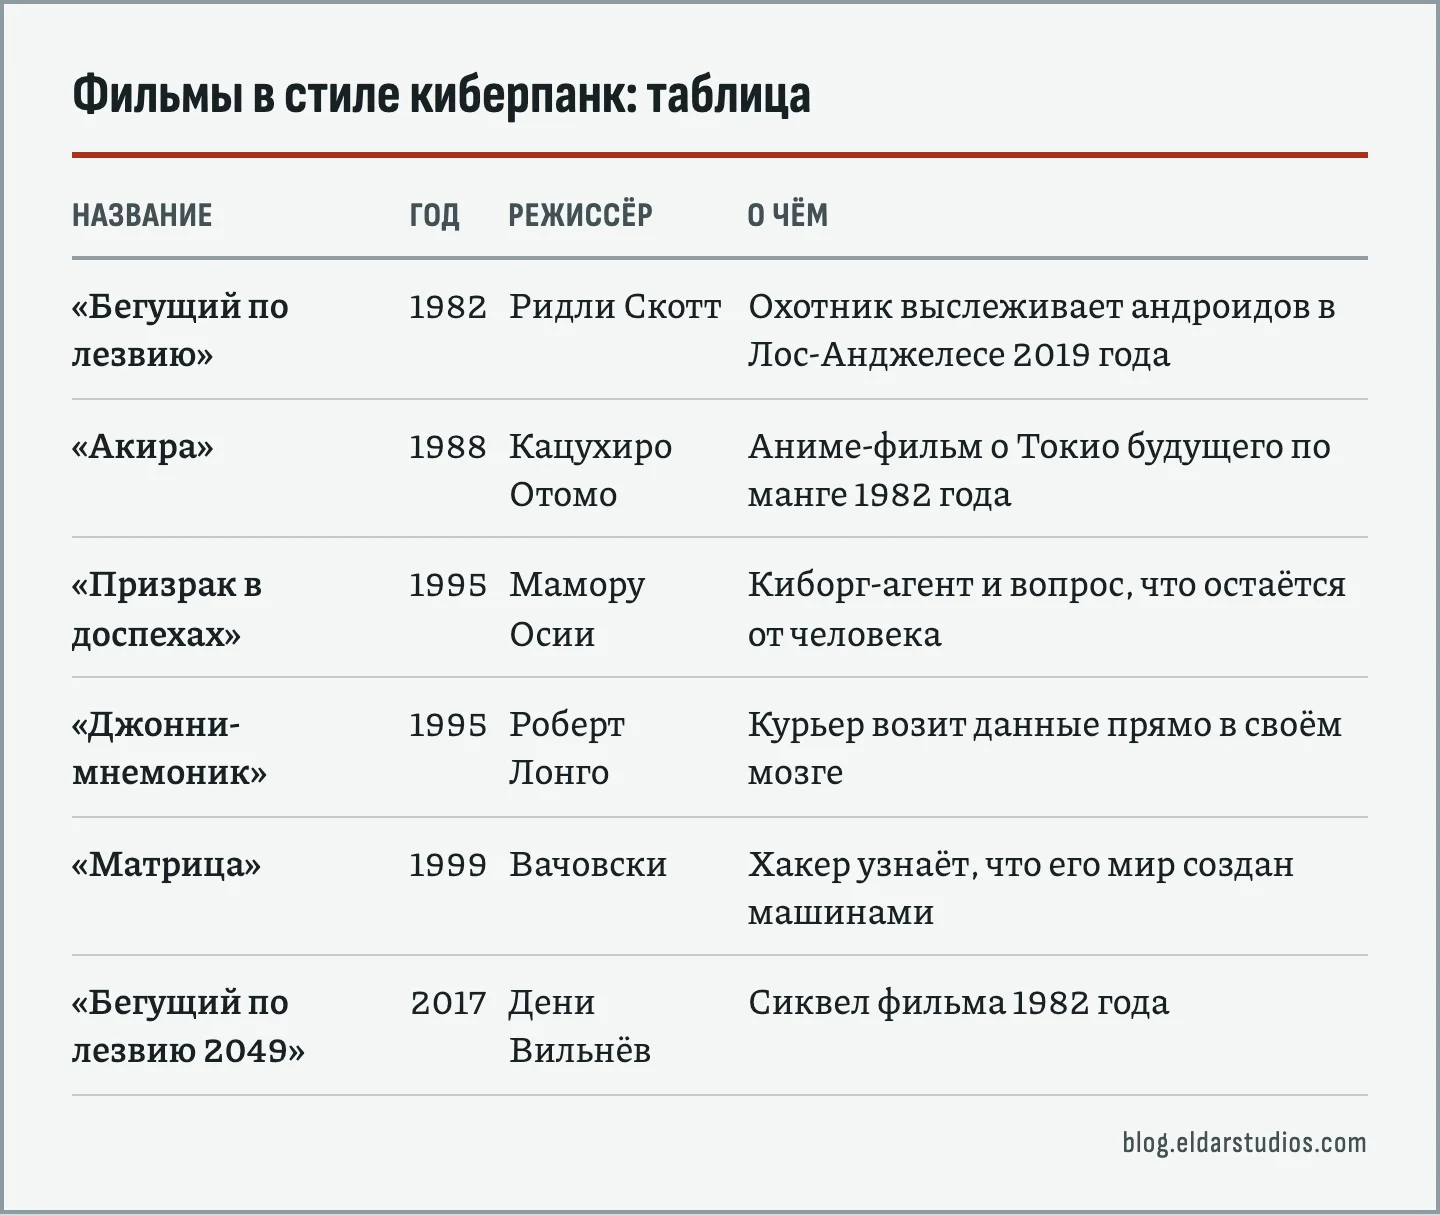 Фильмы в стиле киберпанк: таблица
НАЗВАНИЕ ГОД РЕЖИССЁР О ЧЁМ
«Бегущий по 1982 Ридли Скотт Охотник выслеживает андроидов в
лезвию» Лос-Анджелесе 2019 года
«Акира» 1988 Кацухиро Аниме-фильм о Токио будущего по
Отомо манге 1982 года
«Призрак в 1995 Мамору Киборг-агент и вопрос, что остаётся
доспехах» Осии от человека
«Джонни- 1995 Роберт Курьер возит данные прямо в своём
мнемоник» Лонго мозге
«Матрица» 1999 Вачовски Хакер узнаёт, что его мир создан
машинами
«Бегущий по 2017 Дени Сиквел фильма 1982 года
лезвию 2049» Вильнёв
blog.eldarstudios.com